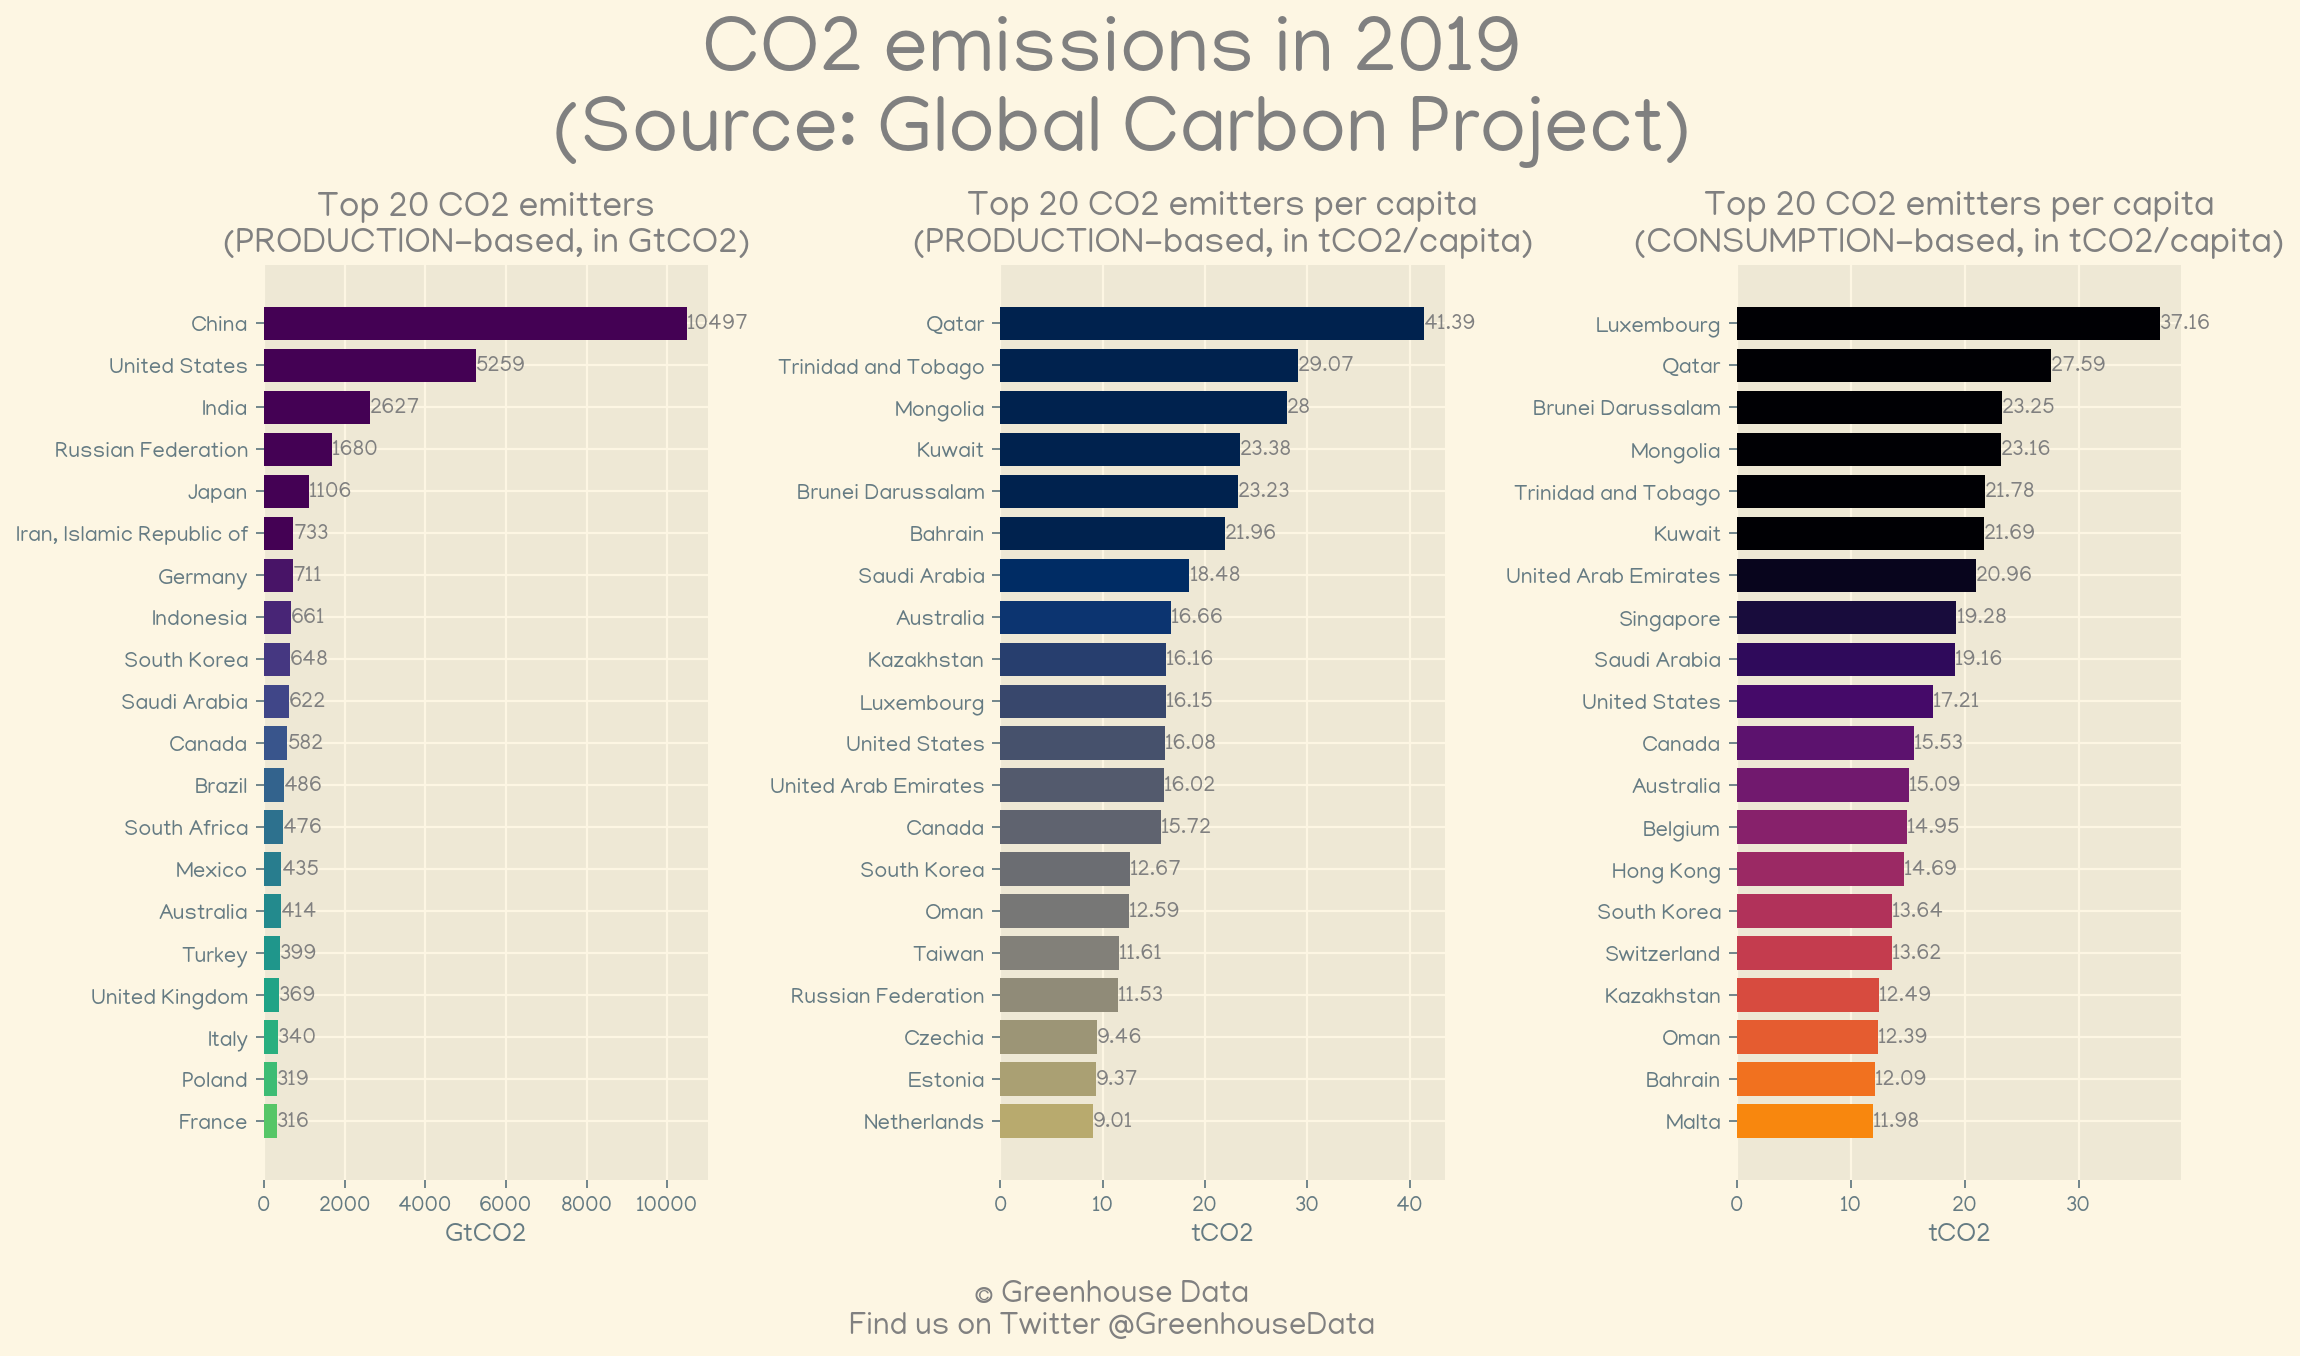 CO2 emissions in 2019
(Source: Global Carbon Project)
Top 20 CO2 emitters
(PRODUCTION-based, in GtCO2)
China 10497
United States 5259
India 2627
Russian Federation 1680
Japan 1106
Iran, Islamic Republic of 733
Germany 711
Indonesia 661
South Korea 648
Saudi Arabia 622
Canada 582
Brazil 486
South Africa 476
Mexico 435
Australia 414
Turkey 399
United Kingdom 369
Italy 340
Poland 319
France 316
0 2000 4000 6000 8000 10000
GtCO2
Top 20 CO2 emitters per capita
(PRODUCTION-based, in tCO2/capita)
Qatar 41.39
Trinidad and Tobago 29.07
Mongolia 28
Kuwait 23.38
Brunei Darussalam 23.23
Bahrain 21.96
Saudi Arabia 18.48
Australia 16.66
Kazakhstan 16.16
Luxembourg 16.15
United States 16.08
United Arab Emirates 16.02
Canada 15.72
South Korea 12.67
Oman 12.59
Taiwan 11.61
Russian Federation 11.53
Czechia 9.46
Estonia 9.37
Netherlands 9.01
0 10 20 30 40
tCO2
Top 20 CO2 emitters per capita
(CONSUMPTION-based, in tCO2/capita)
Luxembourg 37.16
Qatar 27.59
Brunei Darussalam 23.25
Mongolia 23.16
Trinidad and Tobago 21.78
Kuwait 21.69
United Arab Emirates 20.96
Singapore 19.28
Saudi Arabia 19.16
United States 17.21
Canada 15.53
Australia 15.09
Belgium 14.95
Hong Kong 14.69
South Korea 13.64
Switzerland 13.62
Kazakhstan 12.49
Oman 12.39
Bahrain 12.09
Malta 11.98
0 10 20 30
tCO2
© Greenhouse Data
Find us on Twitter @GreenhouseData